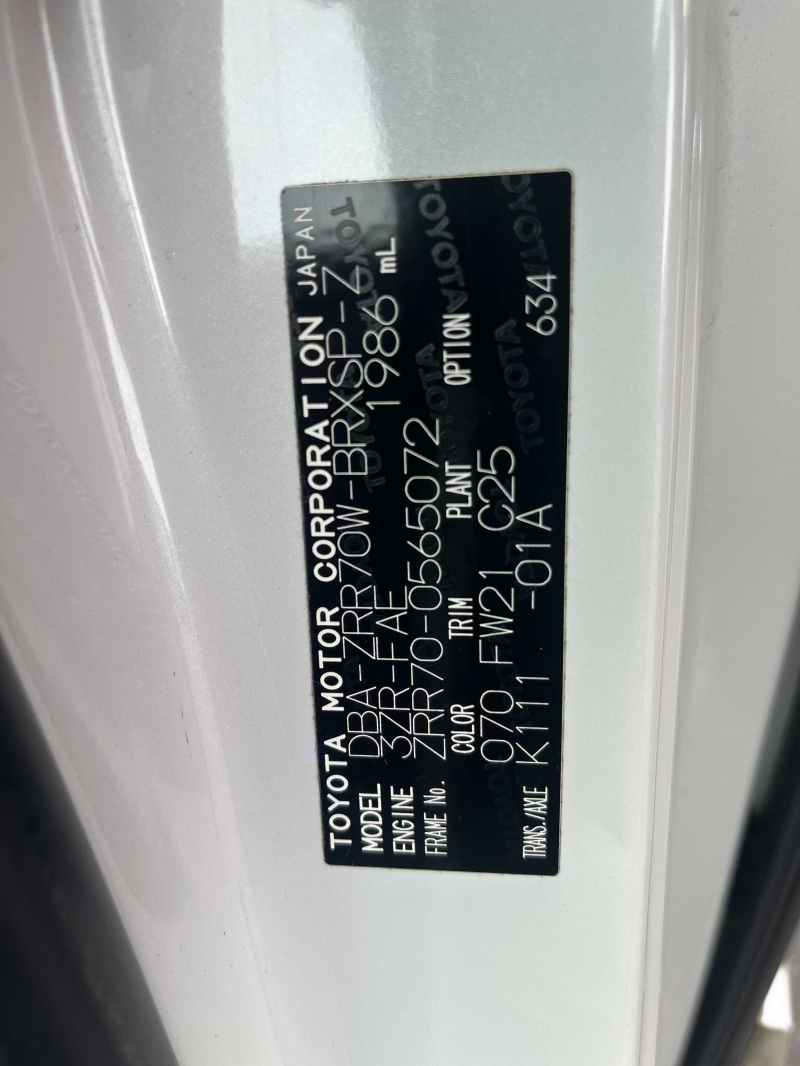 TOYOTA MOTOR CORPORATION JAPAN
MODEL DBA-ZRR70W-BRXSP-Z
ENGINE 3ZR-FAE 1986 mL
FRAME No. ZRR70-0565072
COLOR TRIM PLANT OPTION
070 FW21 C25
TRANS./AXLE K111 -01A 634